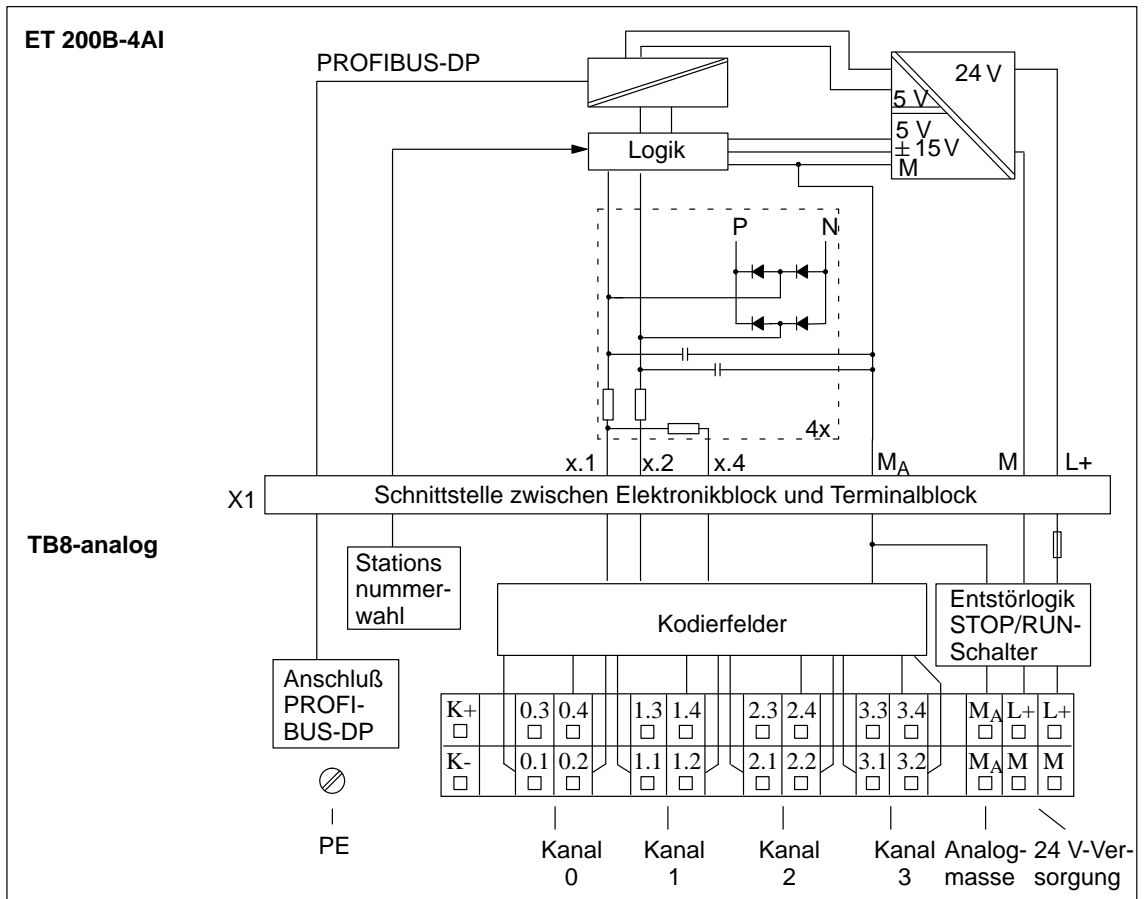 ET 200B-4AI
PROFIBUS-DP
24 V
5 V
5 V
± 15 V
M
Logik
P N
4x
x.1 x.2 x.4 MA M L+
X1 Schnittstelle zwischen Elektronikblock und Terminalblock
TB8-analog
Stations
nummer-
wahl
Kodierfelder
Entstörlogik
STOP/RUN-
Schalter
Anschluß
PROFI-
BUS-DP
K+ 0.3 0.4 1.3 1.4 2.3 2.4 3.3 3.4 MA L+ L+
K- 0.1 0.2 1.1 1.2 2.1 2.2 3.1 3.2 MA M M
PE
Kanal
0
Kanal
1
Kanal
2
Kanal
3
Analog-
masse
24 V-Ver-
sorgung